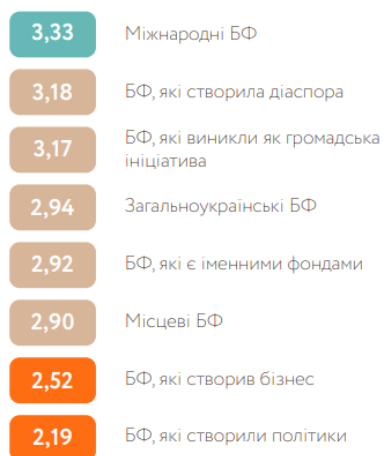 3,33 Міжнародні БФ
3,18 БФ, які створила діаспора
3,17 БФ, які виникли як громадська
ініціатива
2,94 Загальноукраїнські БФ
2,92 БФ, які є іменними фондами
2,90 Місцеві БФ
2,52 БФ, які створив бізнес
2,19 БФ, які створили політики